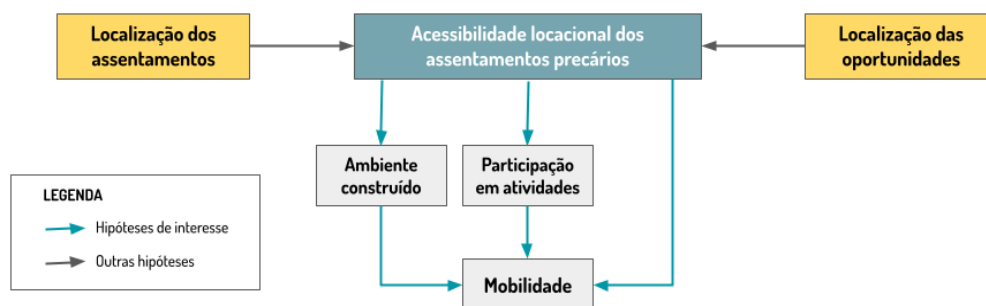 Localização dos
assentamentos
Acessibilidade locacional dos
assentamentos precários
Localização das
oportunidades
Ambiente
construído
Participação
em atividades
LEGENDA
Hipóteses de interesse
Outras hipóteses
Mobilidade